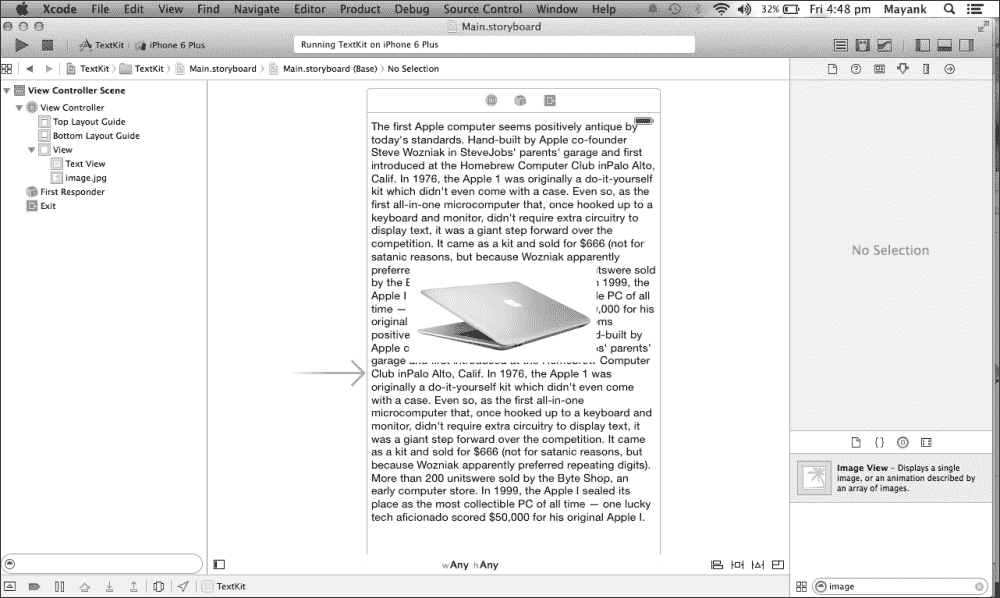 Xcode File Edit View Find Navigate Editor Product Debug Source Control Window Help 32% Fri 4:48 pm Mayank
Main.storyboard
TextKit iPhone 6 Plus Running TextKit on iPhone 6 Plus
TextKit TextKit Main.storyboard Main.storyboard (Base) No Selection
View Controller Scene
View Controller
Top Layout Guide
Bottom Layout Guide
View
Text View
image.jpg
First Responder
Exit
The first Apple computer seems positively antique by
today's standards. Hand-built by Apple co-founder
Steve Wozniak in SteveJobs' parents' garage and first
introduced at the Homebrew Computer Club inPalo Alto,
Calif. In 1976, the Apple 1 was originally a do-it-yourself
kit which didn't even come with a case. Even so, as the
first all-in-one microcomputer that, once hooked up to a
keyboard and monitor, didn't require extra circuitry to
display text, it was a giant step forward over the
competition. It came as a kit and sold for $666 (not for
satanic reasons, but because Wozniak apparently
preferre itswere sold
by the 1999, the
Apple I le PC of all
time — ,000 for his
original ems
positive d-built by
Apple c os' parents'
garage and first introduced at the Homebrew Computer
Club inPalo Alto, Calif. In 1976, the Apple 1 was
originally a do-it-yourself kit which didn't even come
with a case. Even so, as the first all-in-one
microcomputer that, once hooked up to a keyboard and
monitor, didn't require extra circuitry to display text, it
was a giant step forward over the competition. It came
as a kit and sold for $666 (not for satanic reasons, but
because Wozniak apparently preferred repeating digits).
More than 200 unitswere sold by the Byte Shop, an
early computer store. In 1999, the Apple I sealed its
place as the most collectible PC of all time — one lucky
tech aficionado scored $50,000 for his original Apple I.
wAny hAny
No Selection
Image View – Displays a single
image, or an animation described by
an array of images.
TextKit
image